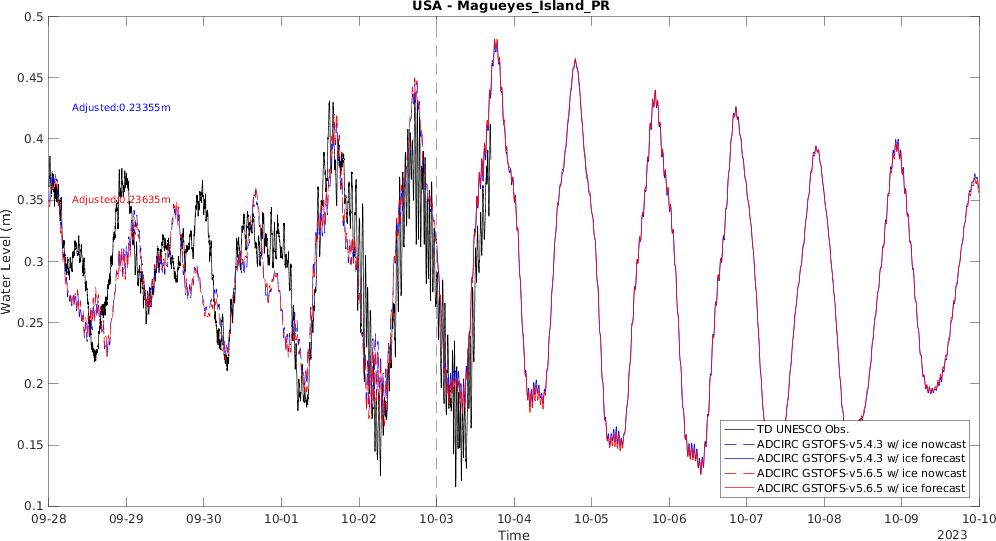 USA - Magueyes_Island_PR
Water Level (m)
0.5
0.45
0.4
0.35
0.3
0.25
0.2
0.15
0.1
Adjusted:0.23355m
Adjusted:0.23635m
TD UNESCO Obs.
ADCIRC GSTOFS-v5.4.3 w/ ice nowcast
ADCIRC GSTOFS-v5.4.3 w/ ice forecast
ADCIRC GSTOFS-v5.6.5 w/ ice nowcast
ADCIRC GSTOFS-v5.6.5 w/ ice forecast
09-28 09-29 09-30 10-01 10-02 10-03 10-04 10-05 10-06 10-07 10-08 10-09 10-10
Time
2023